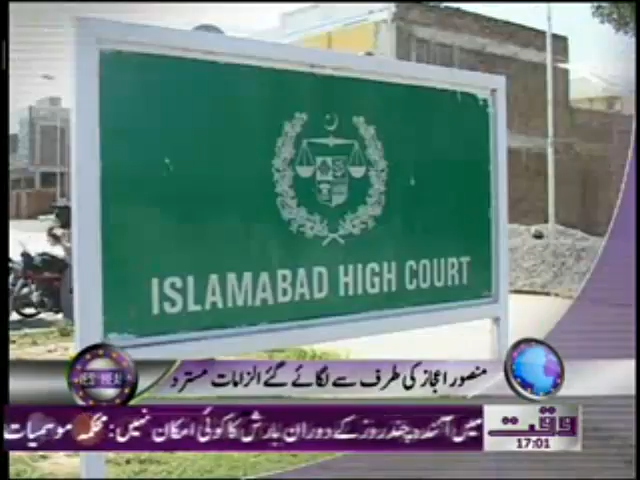 ISLAMABAD HIGH COURT
منصور اعجاز کی طرف سے لگائے گئے الزامات مسترد
میں آئندہ چند روز کے دوران بارش کا کوئی امکان نہیں: محکمہ موسمیات
وقت
17:01